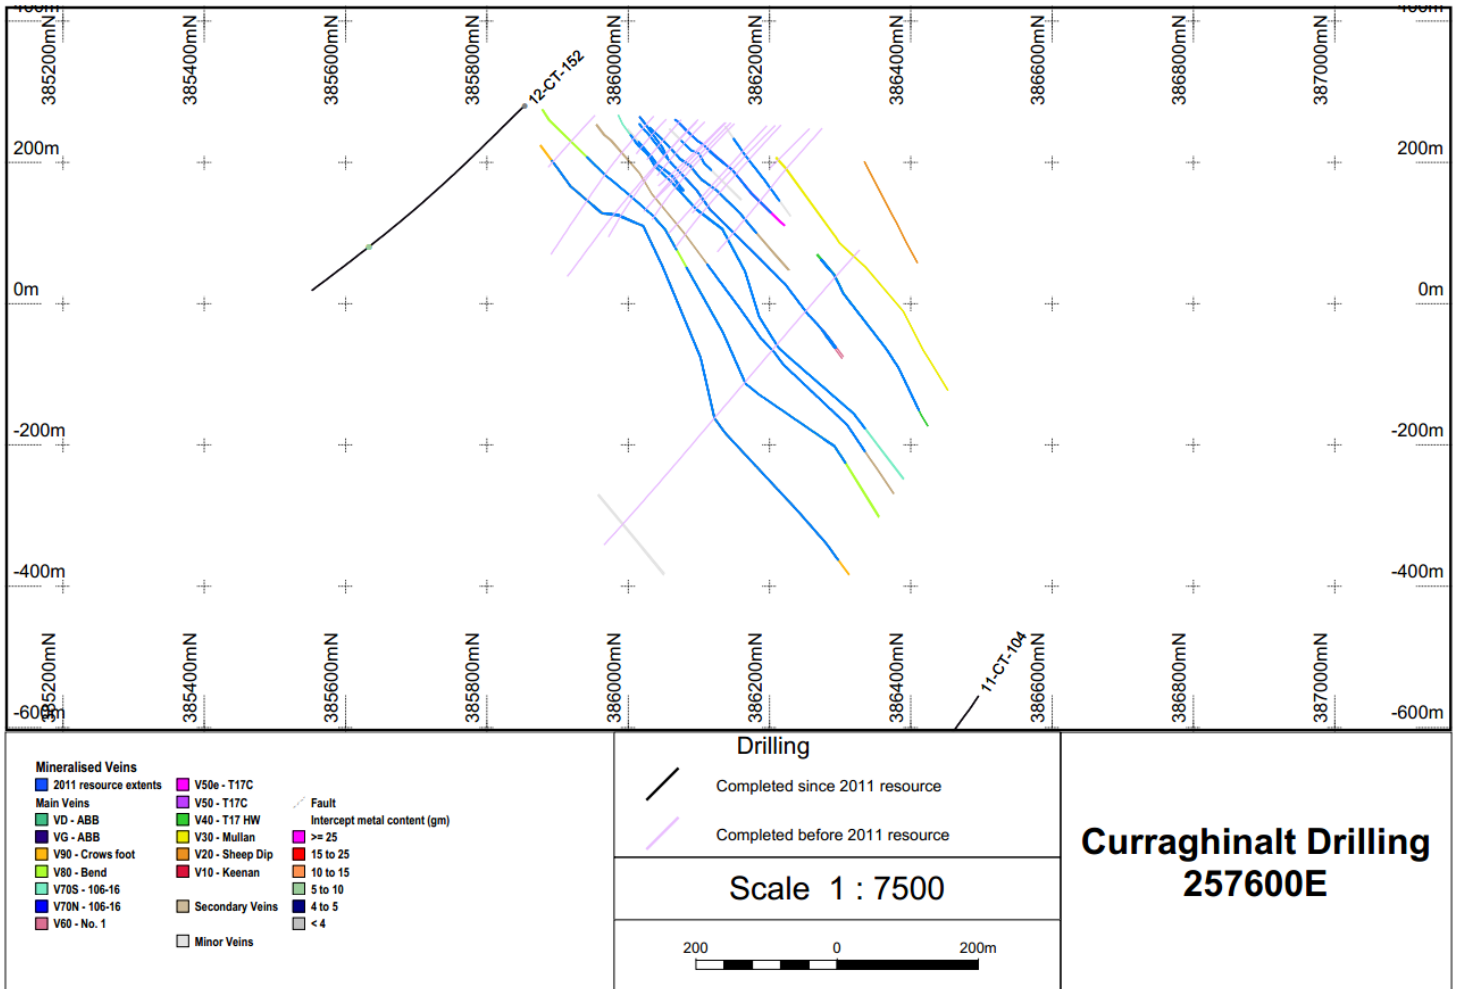 400m
400m
385200mN
385400mN
385600mN
385800mN
386000mN
386200mN
386400mN
386600mN
386800mN
387000mN
12-CT-152
200m
200m
0m
0m
-200m
-200m
-400m
-400m
385200mN
385400mN
385600mN
385800mN
386000mN
386200mN
386400mN
386600mN
386800mN
387000mN
11-CT-104
-600m
-600m
Mineralised Veins
2011 resource extents
Main Veins
VD - ABB
VG - ABB
V90 - Crows foot
V80 - Bend
V70S - 106-16
V70N - 106-16
V60 - No. 1
V50e - T17C
V50 - T17C
V40 - T17 HW
V30 - Mullan
V20 - Sheep Dip
V10 - Keenan
Secondary Veins
Minor Veins
Fault
Intercept metal content (gm)
>= 25
15 to 25
10 to 15
5 to 10
4 to 5
< 4
Drilling
Completed since 2011 resource
Completed before 2011 resource
Scale 1 : 7500
200 0 200m
Curraghinalt Drilling
257600E